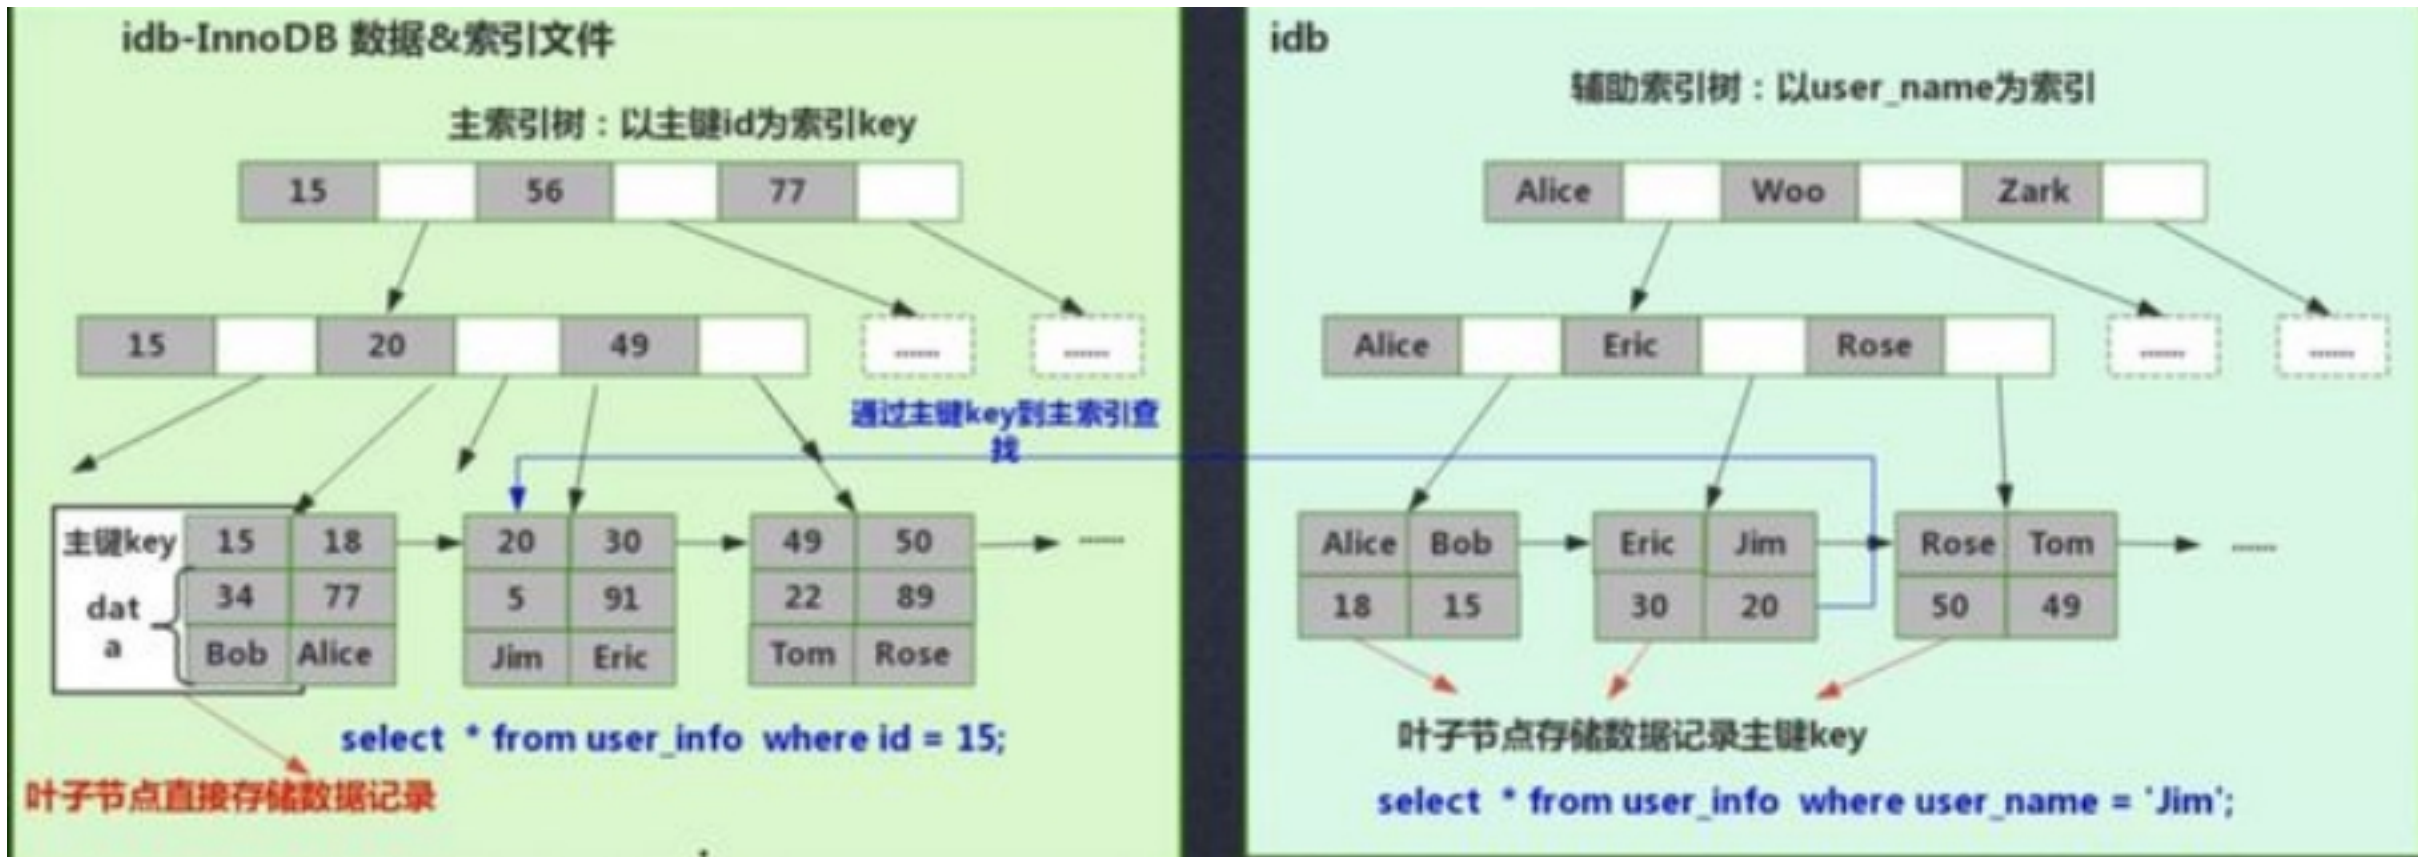 idb-InnoDB 数据&索引文件
主索引树：以主键id为索引key
15 56 77
15 20 49 ...... ......
通过主键key到主索引查
找
主键key 15 18 20 30 49 50 ......
dat
a
34 77 5 91 22 89
Bob Alice Jim Eric Tom Rose
select * from user_info where id = 15;
叶子节点直接存储数据记录
idb
辅助索引树：以user_name为索引
Alice Woo Zark
Alice Eric Rose ...... ......
Alice Bob Eric Jim Rose Tom ......
18 15 30 20 50 49
叶子节点存储数据记录主键key
select * from user_info where user_name = 'Jim';